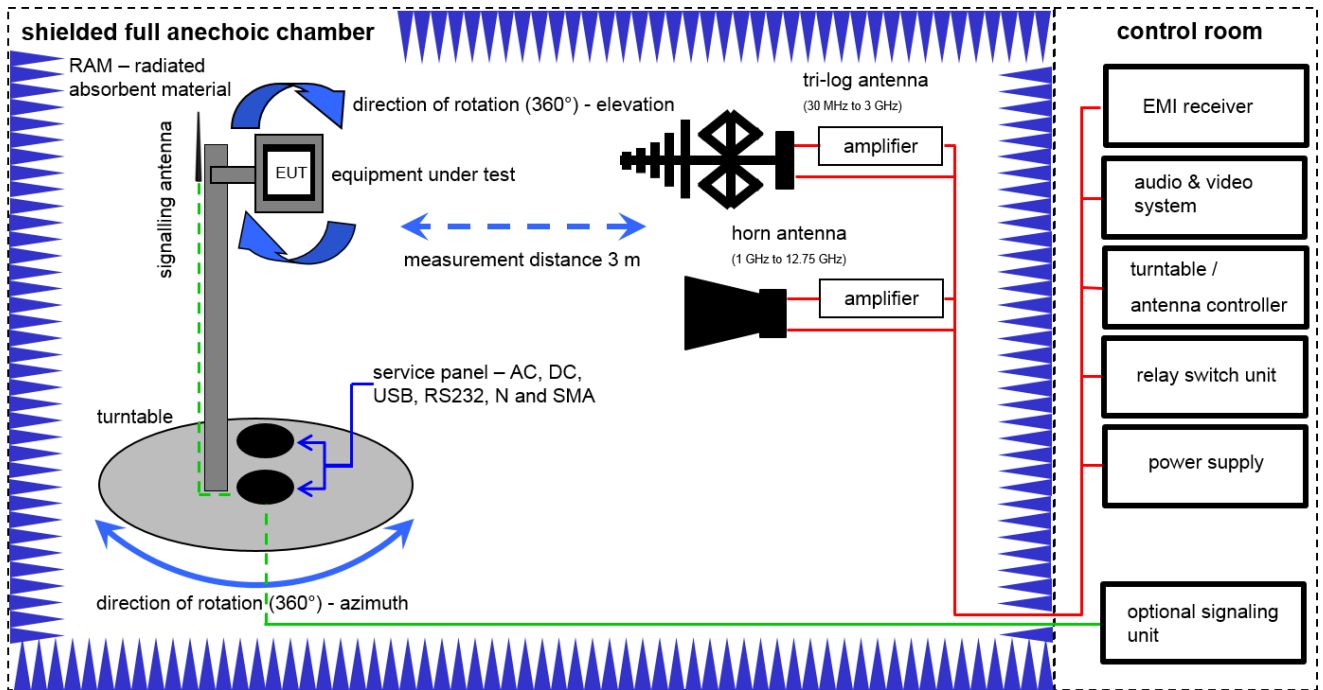 shielded full anechoic chamber
control room
RAM – radiated
absorbent material
direction of rotation (360°) - elevation
signalling antenna
EUT
equipment under test
tri-log antenna
(30 MHz to 3 GHz)
amplifier
measurement distance 3 m
horn antenna
(1 GHz to 12.75 GHz)
amplifier
service panel – AC, DC,
USB, RS232, N and SMA
turntable
direction of rotation (360°) - azimuth
EMI receiver
audio & video
system
turntable /
antenna controller
relay switch unit
power supply
optional signaling
unit